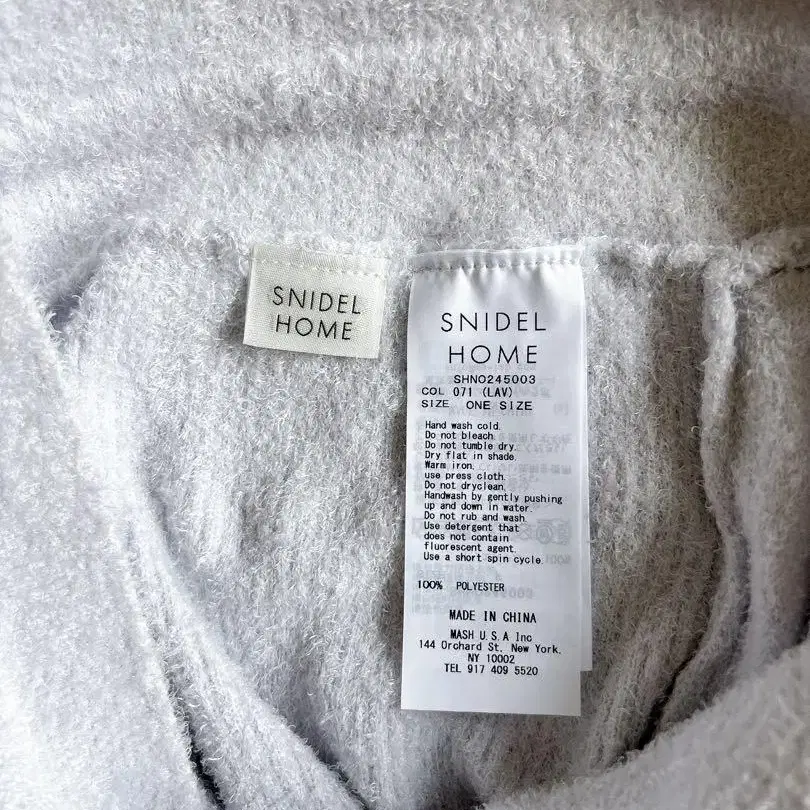 SNIDEL
HOME
SNIDEL
HOME
SHNO245003
COL 071 (LAV)
SIZE ONE SIZE
Hand wash cold.
Do not bleach.
Do not tumble dry.
Dry flat in shade.
Warm iron.
use press cloth.
Do not dryclean.
Handwash by gently pushing
up and down in water.
Do not rub and wash.
Use detergent that
does not contain
fluorescent agent.
Use a short spin cycle.
100% POLYESTER
MADE IN CHINA
MASH U.S.A Inc
144 Orchard St, New York.
NY 10002
TEL 917 409 5520